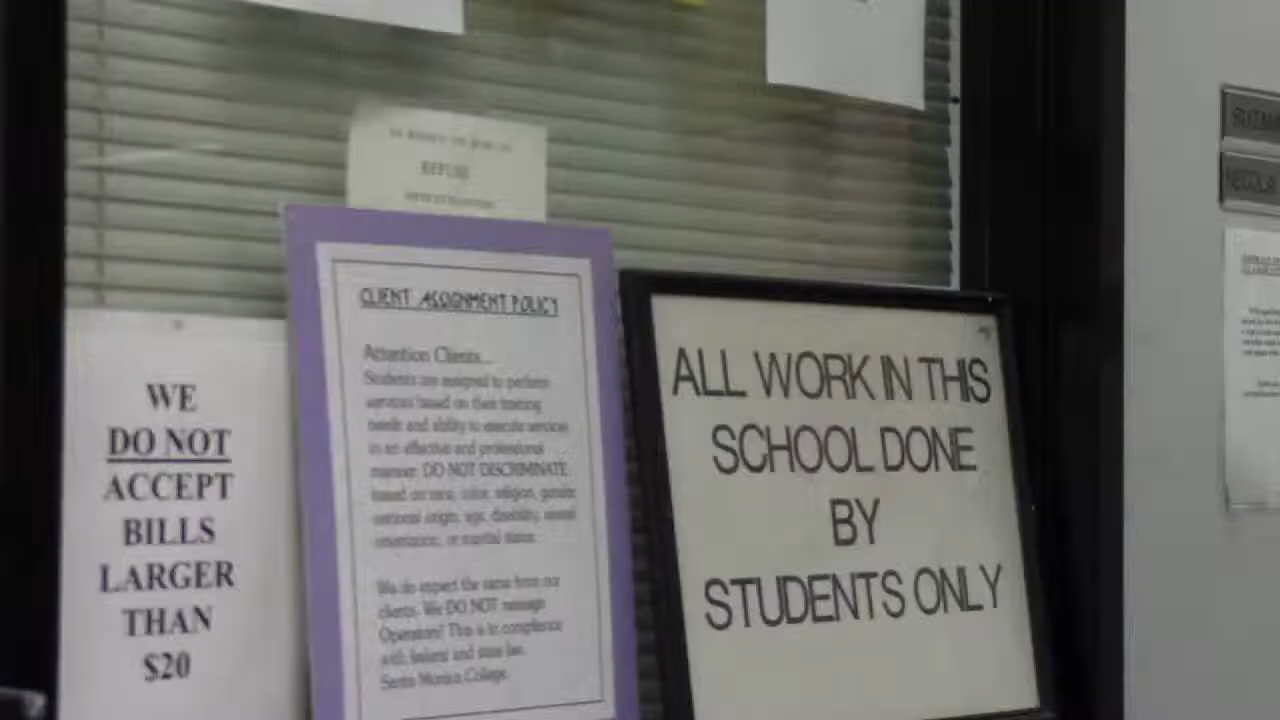 REFUSE
WE
DO NOT
ACCEPT
BILLS
LARGER
THAN
$20
CLIENT ASSIGNMENT POLICY
Attention Clients...
Students are assigned to perform
services based on their training
needs and ability to execute services
in an effective and professional
manner. DO NOT DISCRIMINATE
based on race, color, religion, gender
national origin, age, disability, sexual
orientation, or marital status.
We do expect the same from our
clients. We DO NOT
Operators! This is in compliance
with federal and state law.
Santa Monica College.
ALL WORK IN THIS
SCHOOL DONE
BY
STUDENTS ONLY